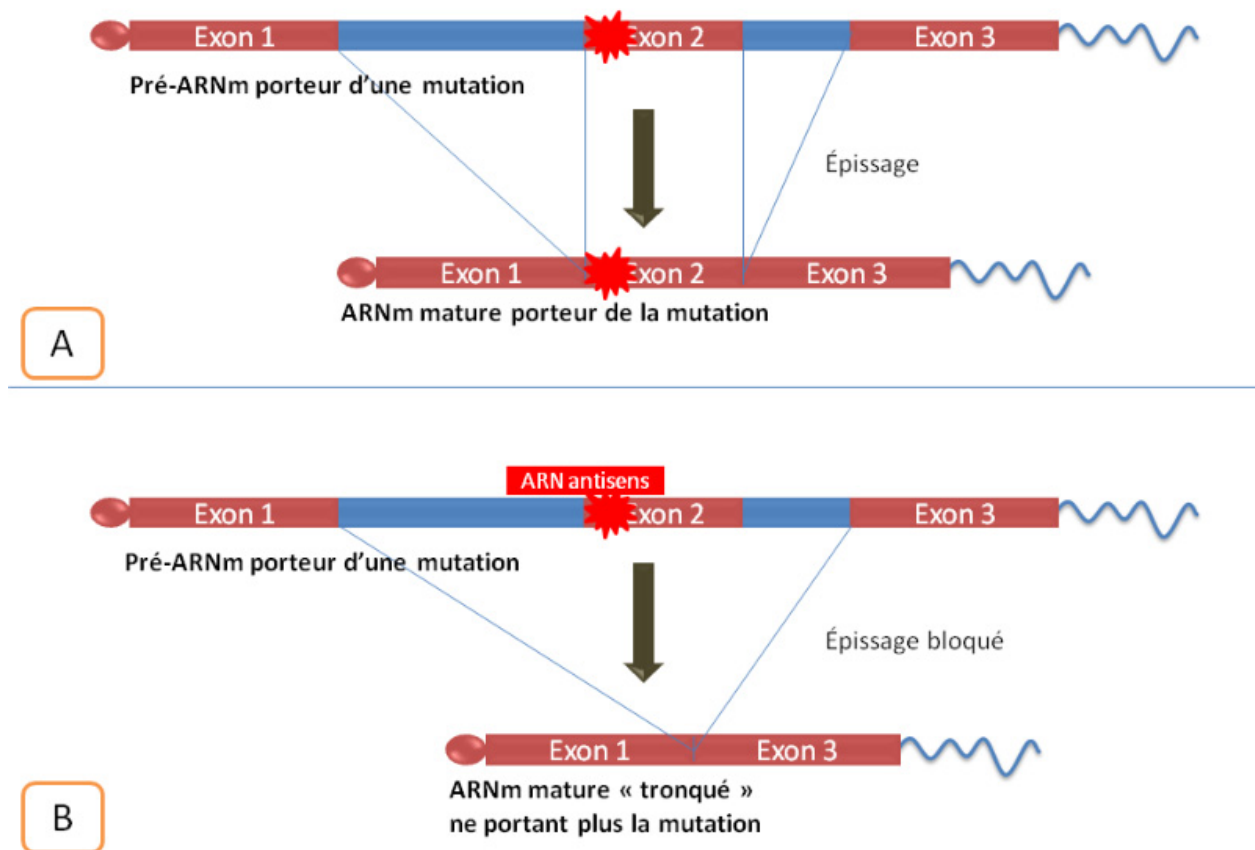 Exon 1
Exon 2
Exon 3
Pré-ARNm porteur d'une mutation
Épissage
Exon 1
Exon 2
Exon 3
ARNm mature porteur de la mutation
A
ARN antisens
Exon 1
Exon 2
Exon 3
Pré-ARNm porteur d'une mutation
Épissage bloqué
Exon 1
Exon 3
ARNm mature « tronqué »
ne portant plus la mutation
B